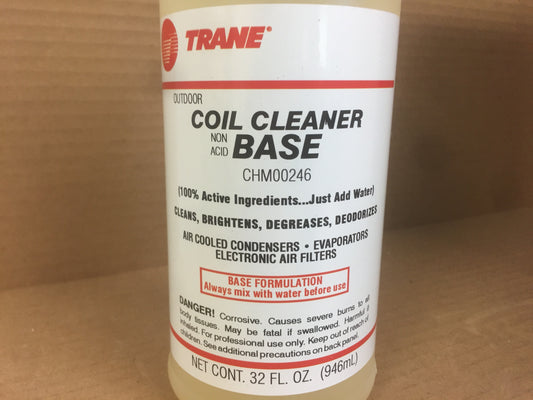 TRANE®
OUTDOOR
COIL CLEANER
NON ACID BASE
CHM00246
(100% Active Ingredients...Just Add Water)
CLEANS, BRIGHTENS, DEGREASES, DEODORIZES
AIR COOLED CONDENSERS • EVAPORATORS
ELECTRONIC AIR FILTERS
BASE FORMULATION
Always mix with water before use
DANGER! Corrosive. Causes severe burns to all
body tissues. May be fatal if swallowed. Harmful if
inhaled. For professional use only. Keep out of reach of
children. See additional precautions on back panel.
NET CONT. 32 FL. OZ. (946mL)